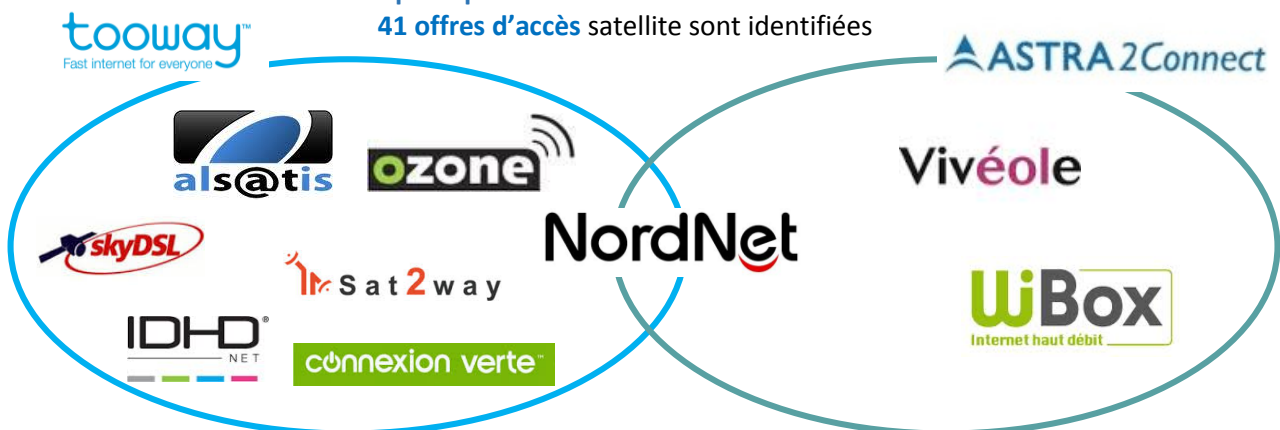 41 offres d’accès satellite sont identifiées
tooway™
Fast internet for everyone
ASTRA2Connect
als@tis
ozone
Vivéole
skyDSL
NordNet
Sat2way
WiBox
Internet haut débit
IDHD®
NET
connexion verte™